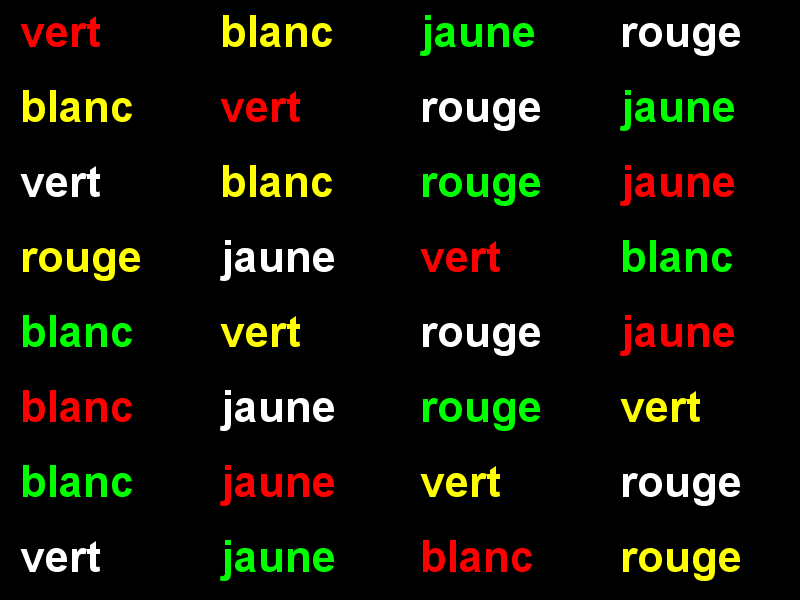 vert blanc jaune rouge
blanc vert rouge jaune
vert blanc rouge jaune
rouge jaune vert blanc
blanc vert rouge jaune
blanc jaune rouge vert
blanc jaune vert rouge
vert jaune blanc rouge